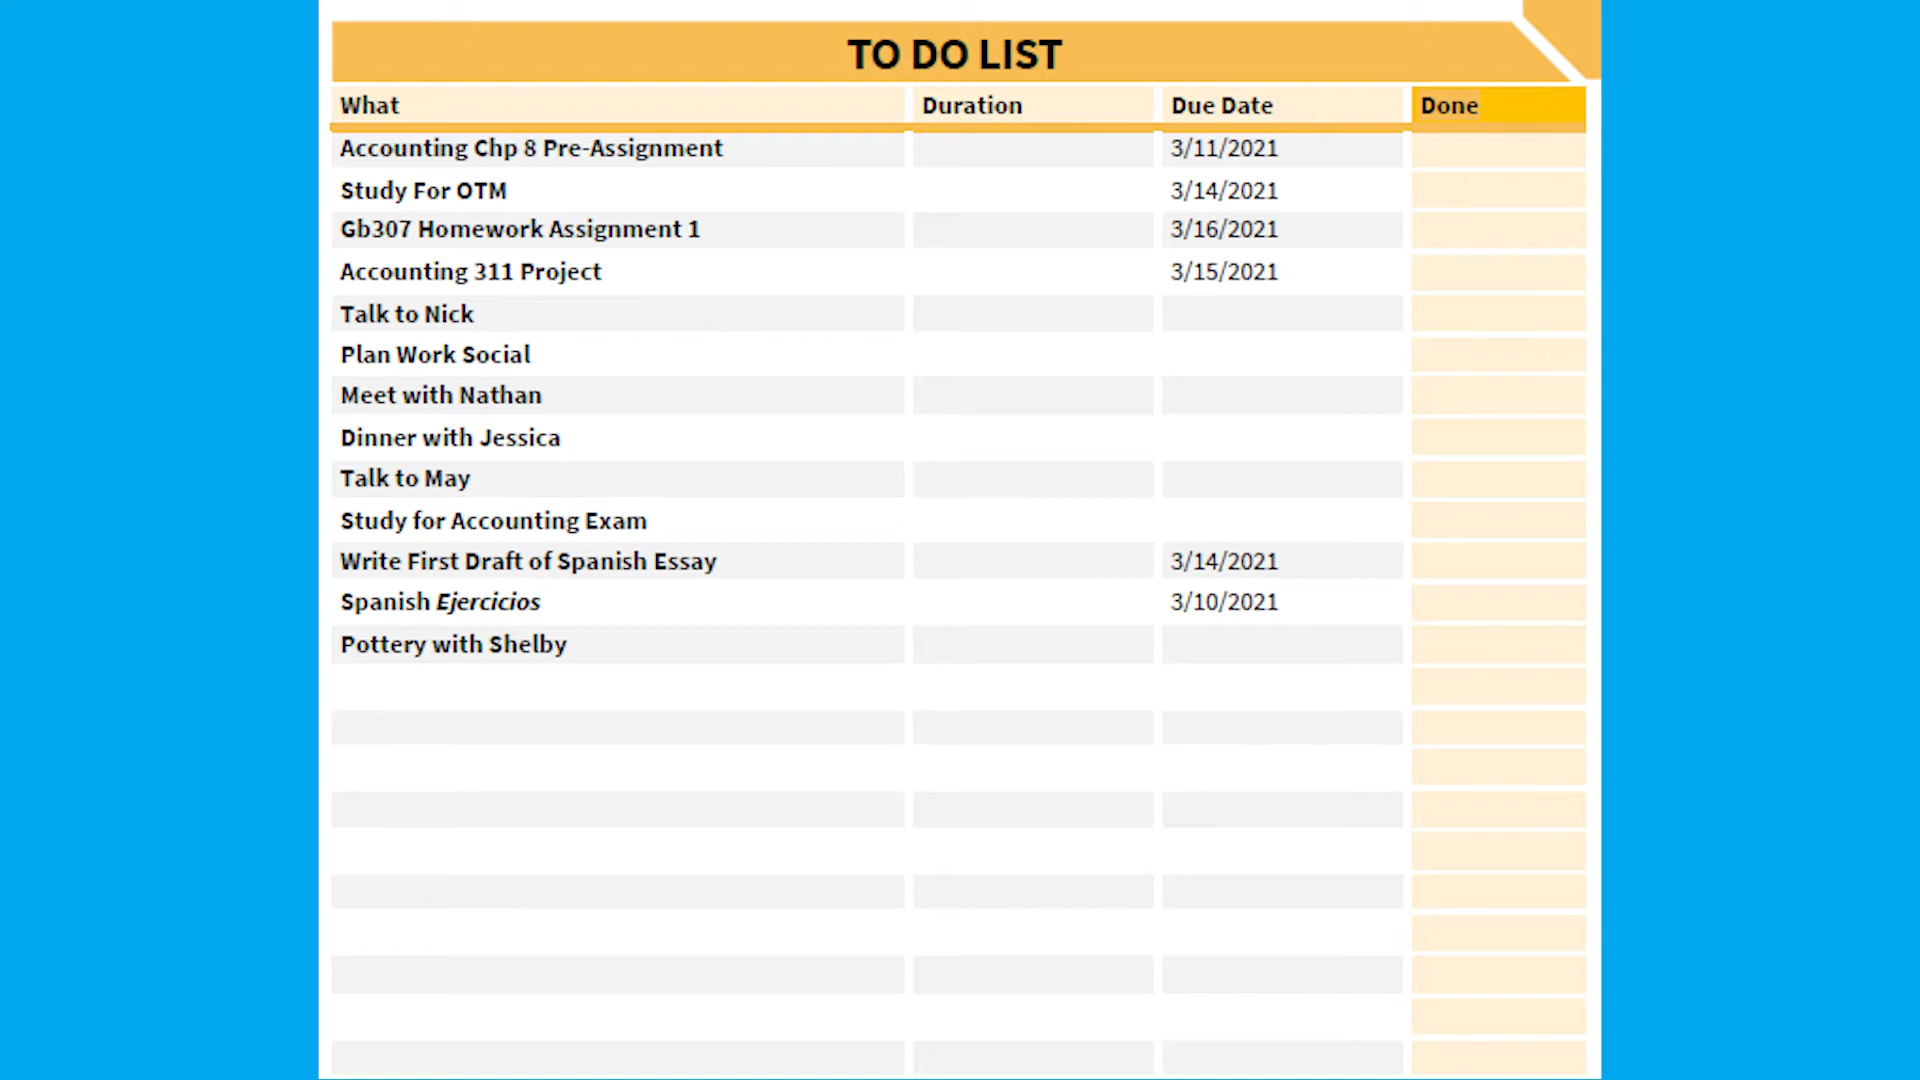 TO DO LIST
What Duration Due Date Done
Accounting Chp 8 Pre-Assignment 3/11/2021
Study For OTM 3/14/2021
Gb307 Homework Assignment 1 3/16/2021
Accounting 311 Project 3/15/2021
Talk to Nick
Plan Work Social
Meet with Nathan
Dinner with Jessica
Talk to May
Study for Accounting Exam
Write First Draft of Spanish Essay 3/14/2021
Spanish Ejercicios 3/10/2021
Pottery with Shelby